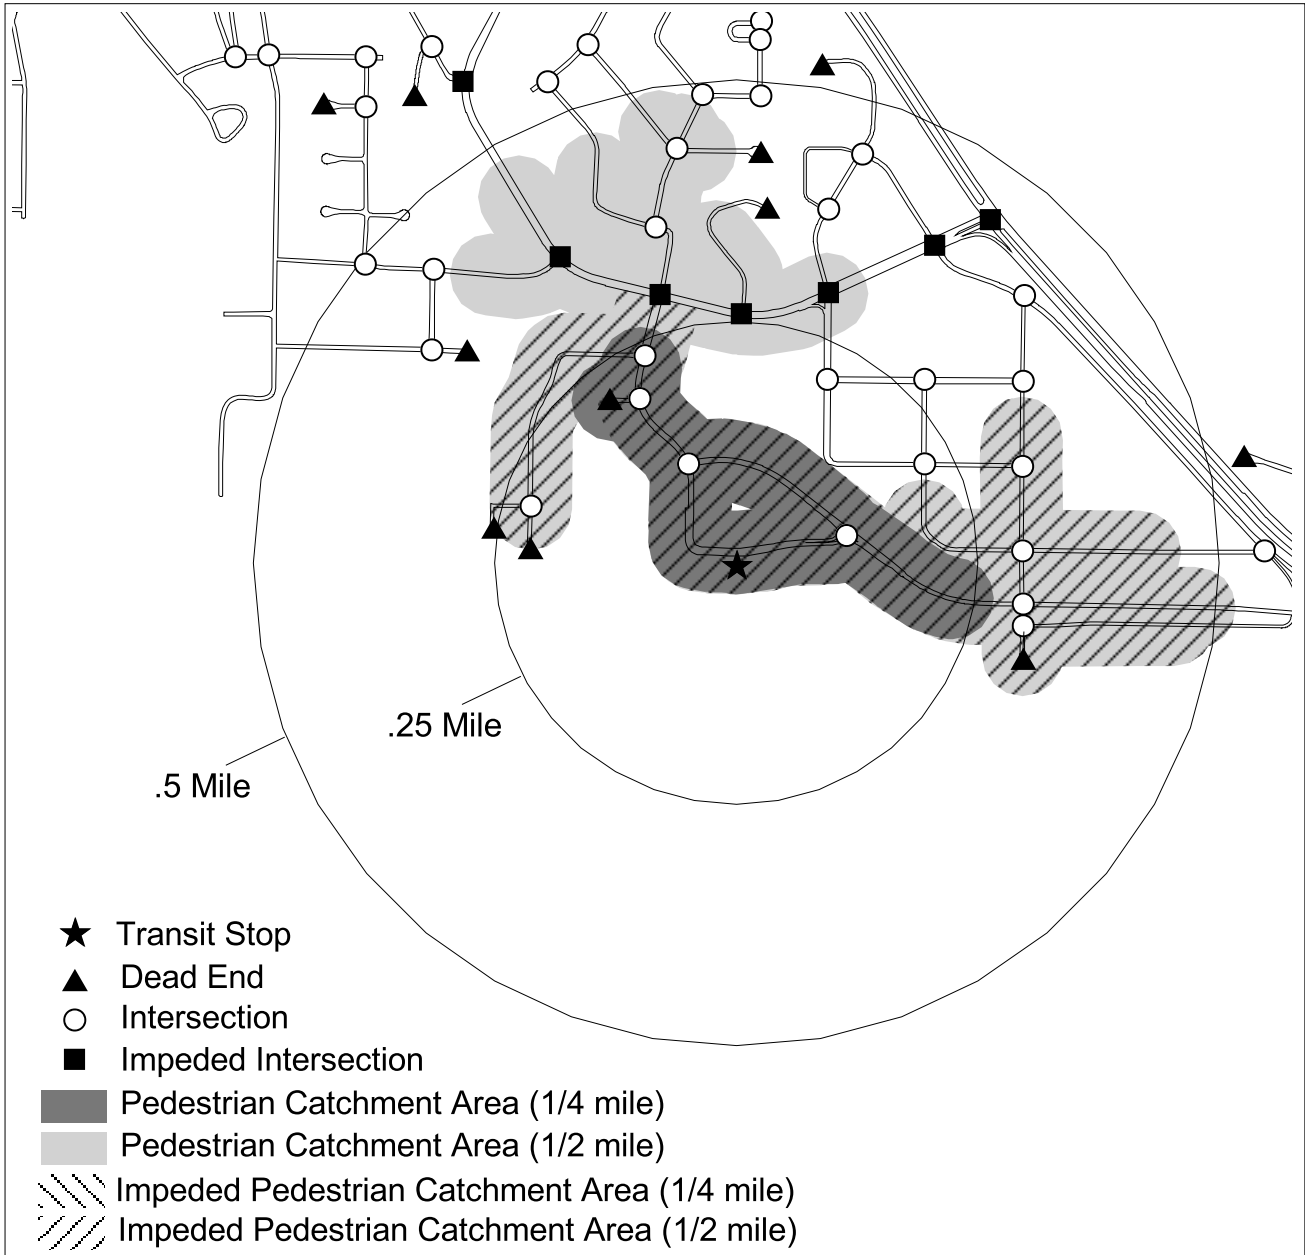 .25 Mile
.5 Mile
Transit Stop
Dead End
Intersection
Impeded Intersection
Pedestrian Catchment Area (1/4 mile)
Pedestrian Catchment Area (1/2 mile)
Impeded Pedestrian Catchment Area (1/4 mile)
Impeded Pedestrian Catchment Area (1/2 mile)